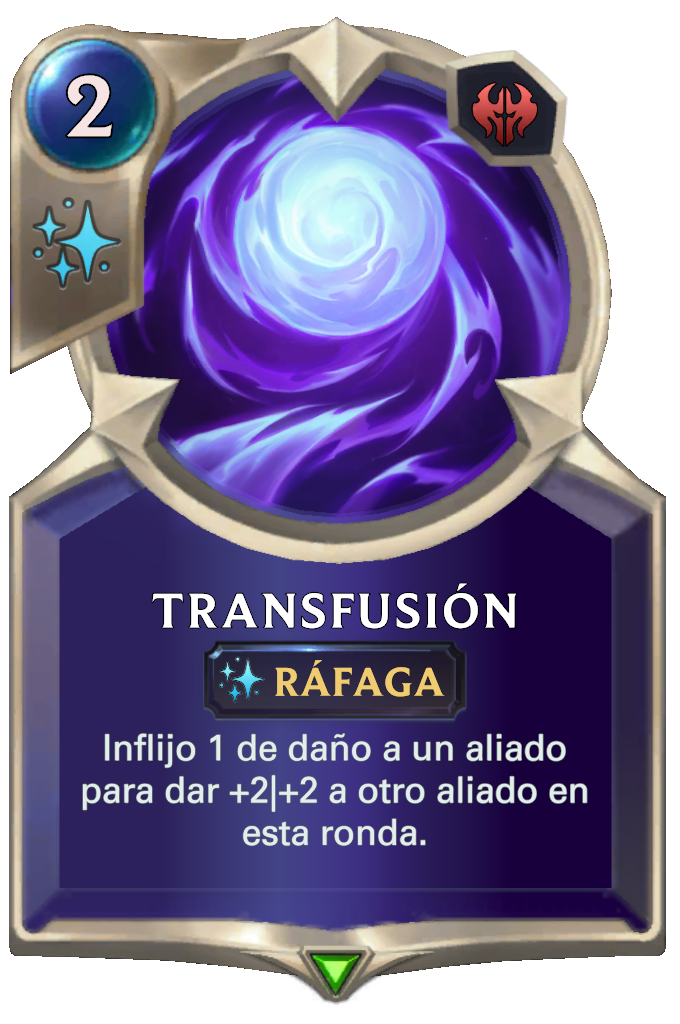 2
TRANSFUSIÓN
RÁFAGA
Inflijo 1 de daño a un aliado
para dar +2|+2 a otro aliado en
esta ronda.